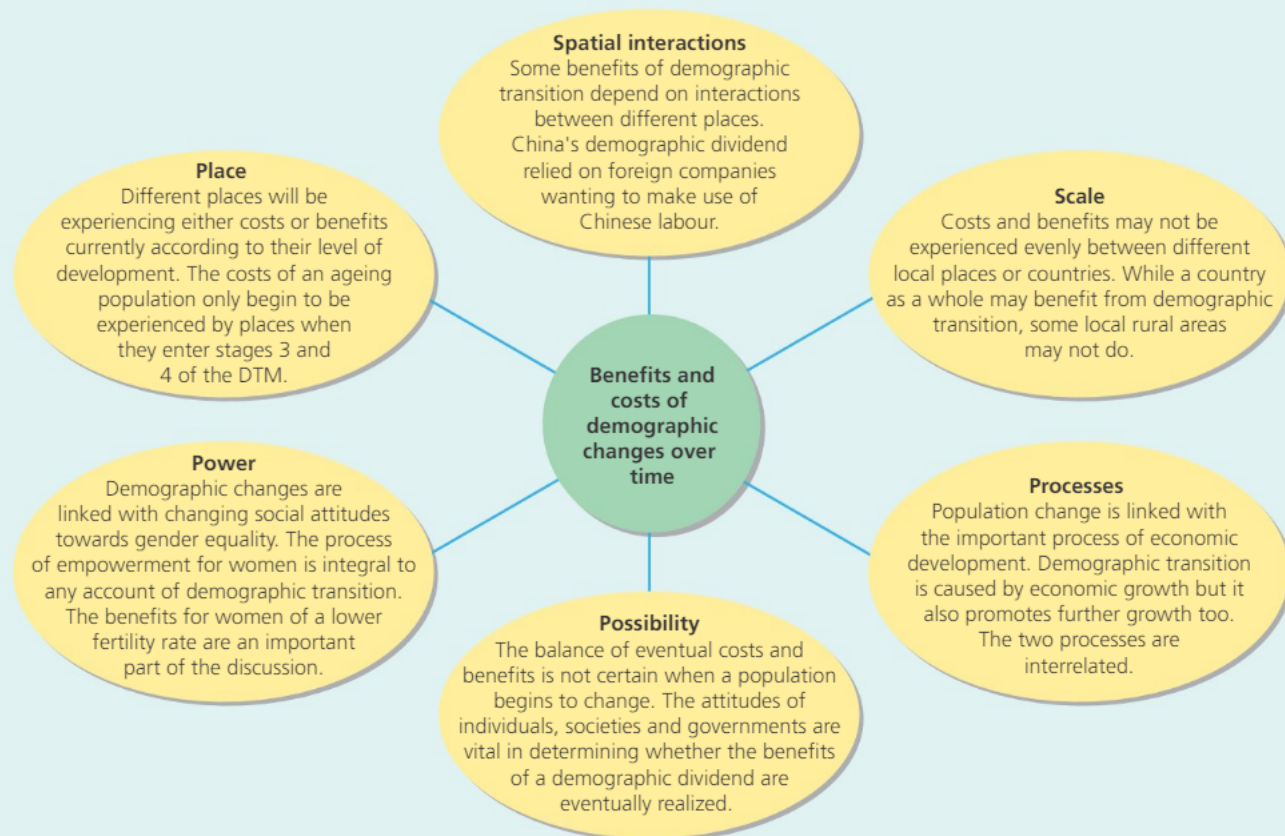 Spatial interactions
Some benefits of demographic
transition depend on interactions
between different places.
China's demographic dividend
relied on foreign companies
wanting to make use of
Chinese labour.
Place
Different places will be
experiencing either costs or benefits
currently according to their level of
development. The costs of an ageing
population only begin to be
experienced by places when
they enter stages 3 and
4 of the DTM.
Scale
Costs and benefits may not be
experienced evenly between different
local places or countries. While a country
as a whole may benefit from demographic
transition, some local rural areas
may not do.
Benefits and
costs of
demographic
changes over
time
Power
Demographic changes are
linked with changing social attitudes
towards gender equality. The process
of empowerment for women is integral to
any account of demographic transition.
The benefits for women of a lower
fertility rate are an important
part of the discussion.
Processes
Population change is linked with
the important process of economic
development. Demographic transition
is caused by economic growth but it
also promotes further growth too.
The two processes are
interrelated.
Possibility
The balance of eventual costs and
benefits is not certain when a population
begins to change. The attitudes of
individuals, societies and governments are
vital in determining whether the benefits
of a demographic dividend are
eventually realized.